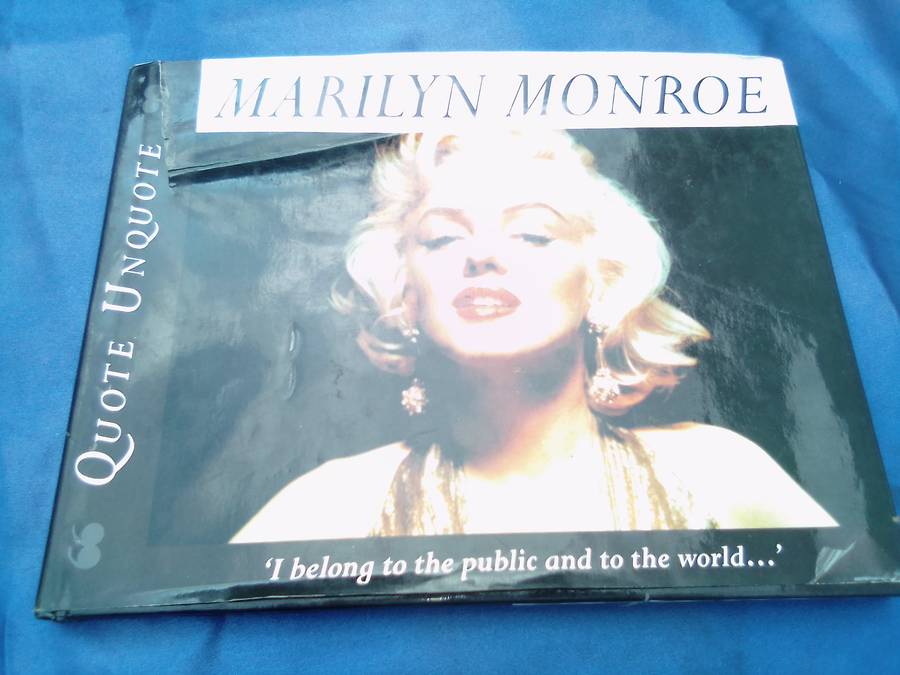 MARILYN MONROE
QUOTE UNQUOTE
'I belong to the public and to the world...'